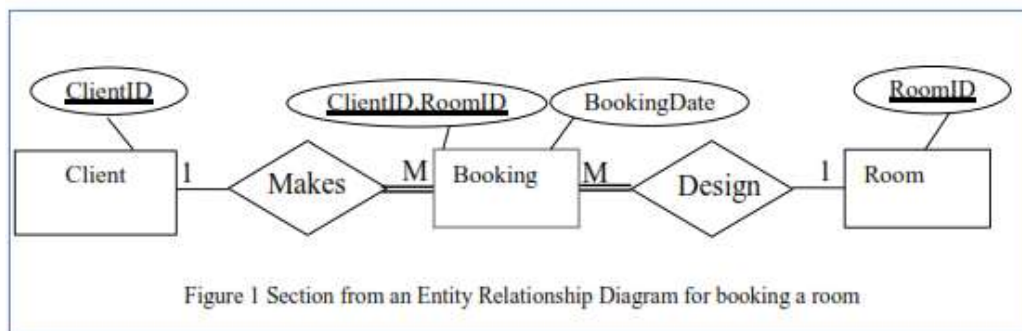 ClientID
ClientID.RoomID
BookingDate
RoomID
Client
1
Makes
M
Booking
M
Design
1
Room
Figure 1 Section from an Entity Relationship Diagram for booking a room